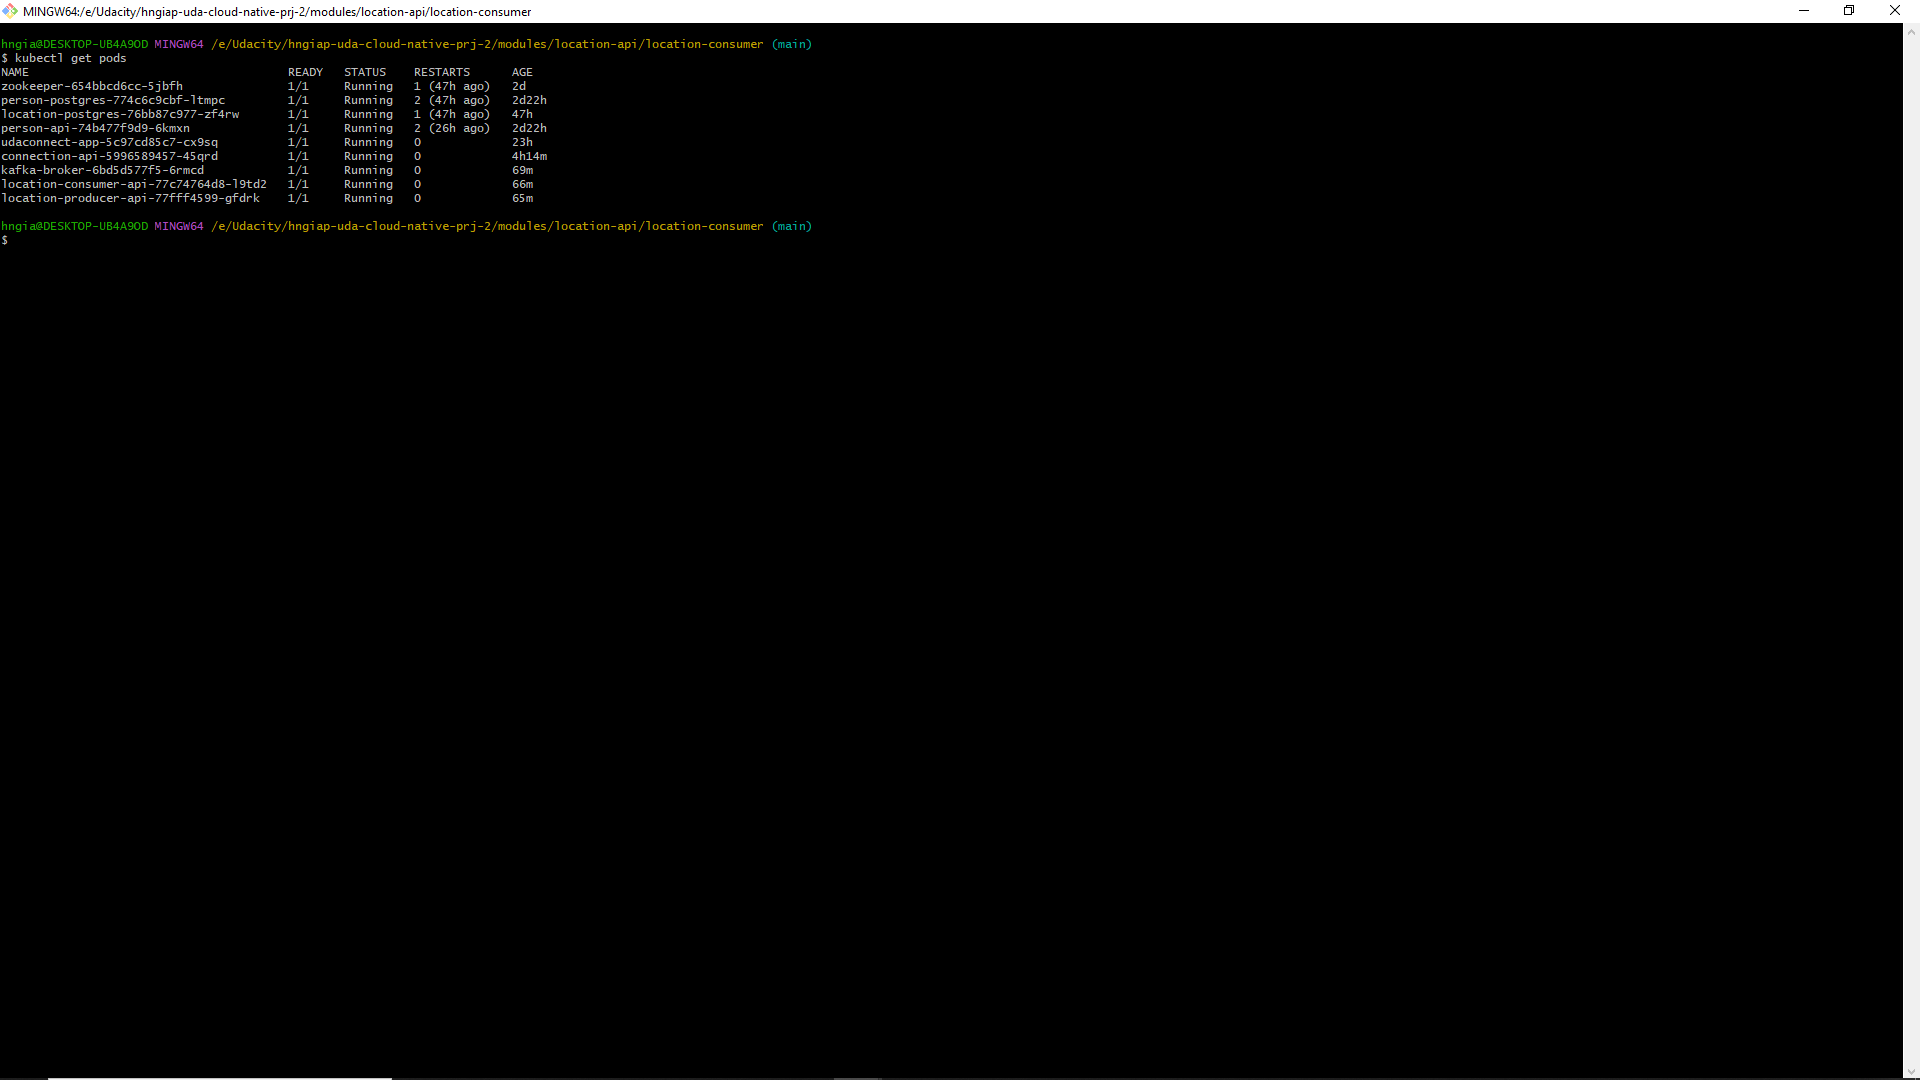 MINGW64:/e/Udacity/hngiap-uda-cloud-native-prj-2/modules/location-api/location-consumer
hngia@DESKTOP-UB4A9OD MINGW64 /e/Udacity/hngiap-uda-cloud-native-prj-2/modules/location-api/location-consumer (main)
$ kubectl get pods
NAME                                     READY   STATUS    RESTARTS      AGE
zookeeper-654bbcd6cc-5jbfh               1/1     Running   1 (47h ago)   2d
person-postgres-774c6c9cbf-ltmpc         1/1     Running   2 (47h ago)   2d22h
location-postgres-76bb87c977-zf4rw       1/1     Running   1 (47h ago)   47h
person-api-74b477f9d9-6kmxn              1/1     Running   2 (26h ago)   2d22h
udaconnect-app-5c97cd85c7-cx9sq          1/1     Running   0             23h
connection-api-5996589457-45qrd          1/1     Running   0             4h14m
kafka-broker-6bd5d577f5-6rmcd            1/1     Running   0             69m
location-consumer-api-77c74764d8-l9td2   1/1     Running   0             66m
location-producer-api-77fff4599-gfdrk    1/1     Running   0             65m
hngia@DESKTOP-UB4A9OD MINGW64 /e/Udacity/hngiap-uda-cloud-native-prj-2/modules/location-api/location-consumer (main)
$